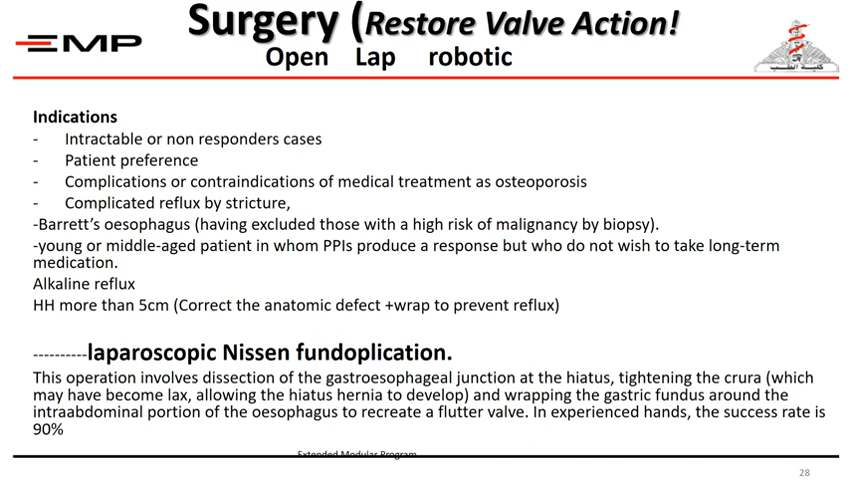 Surgery (Restore Valve Action!
EMP
Open Lap robotic
كلية الطب
Indications
- Intractable or non responders cases
- Patient preference
- Complications or contraindications of medical treatment as osteoporosis
- Complicated reflux by stricture,
-Barrett's oesophagus (having excluded those with a high risk of malignancy by biopsy).
-young or middle-aged patient in whom PPIs produce a response but who do not wish to take long-term
medication.
Alkaline reflux
HH more than 5cm (Correct the anatomic defect +wrap to prevent reflux)
----------laparoscopic Nissen fundoplication.
This operation involves dissection of the gastroesophageal junction at the hiatus, tightening the crura (which
may have become lax, allowing the hiatus hernia to develop) and wrapping the gastric fundus around the
intraabdominal portion of the oesophagus to recreate a flutter valve. In experienced hands, the success rate is
90%
Extended Modular Program
28